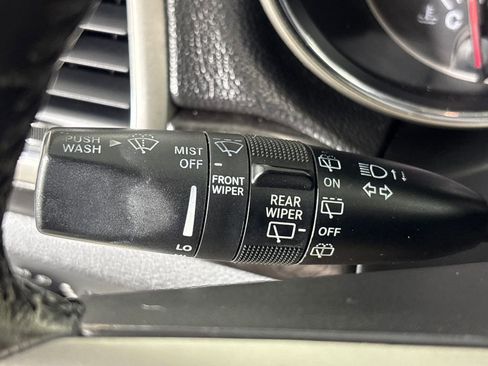 PUSH
WASH
MIST
OFF
LO
FRONT
WIPER
REAR
WIPER
ON
OFF